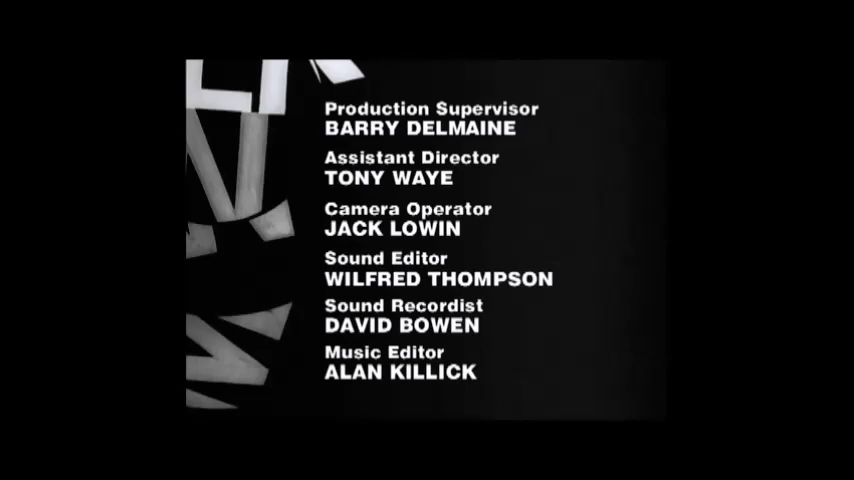 Production Supervisor
BARRY DELMAINE
Assistant Director
TONY WAYE
Camera Operator
JACK LOWIN
Sound Editor
WILFRED THOMPSON
Sound Recordist
DAVID BOWEN
Music Editor
ALAN KILLICK